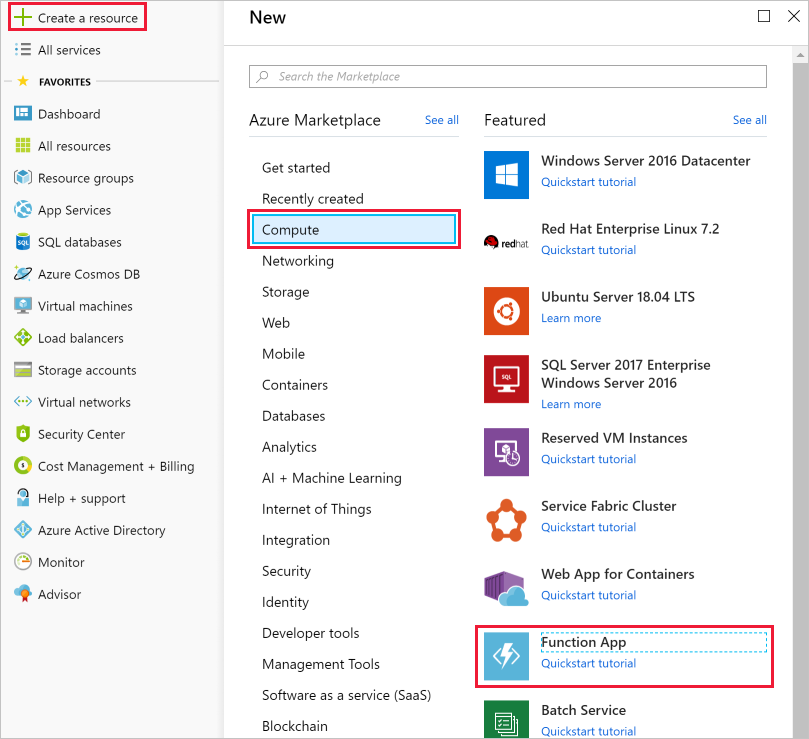 Create a resource
All services
FAVORITES
Dashboard
All resources
Resource groups
App Services
SQL databases
Azure Cosmos DB
Virtual machines
Load balancers
Storage accounts
Virtual networks
Security Center
Cost Management + Billing
Help + support
Azure Active Directory
Monitor
Advisor
New
Search the Marketplace
Azure Marketplace
See all
Get started
Recently created
Compute
Networking
Storage
Web
Mobile
Containers
Databases
Analytics
AI + Machine Learning
Internet of Things
Integration
Security
Identity
Developer tools
Management Tools
Software as a service (SaaS)
Blockchain
Featured
See all
Windows Server 2016 Datacenter
Quickstart tutorial
redhat.
Red Hat Enterprise Linux 7.2
Quickstart tutorial
Ubuntu Server 18.04 LTS
Learn more
SQL
SQL Server 2017 Enterprise
Windows Server 2016
Learn more
Reserved VM Instances
Quickstart tutorial
Service Fabric Cluster
Quickstart tutorial
Web App for Containers
Quickstart tutorial
Function App
Quickstart tutorial
Batch Service
Quickstart tutorial